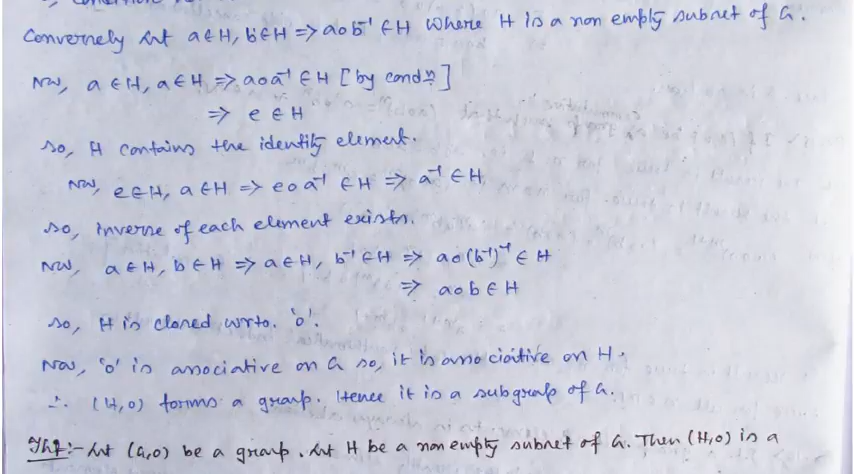 Conversely let a∈H, b∈H => aob⁻¹ ∈H where H is a non empty subset of G.
Now, a∈H, a∈H => aoa⁻¹ ∈H [by condn]
=> e∈H
So, H contains the identity element.
Now, e∈H, a∈H => eoa⁻¹ ∈H => a⁻¹∈H
So, inverse of each element exists.
Now, a∈H, b∈H => a∈H, b⁻¹∈H => ao(b⁻¹)⁻¹∈H
=> aob∈H
So, H is closed w.r.to. 'o'.
Now, 'o' is associative on G so, it is associative on H.
∴ (H,o) forms a group. Hence it is a subgroup of G.
Th:- Let (G,o) be a group. Let H be a non empty subset of G. Then (H,o) is a